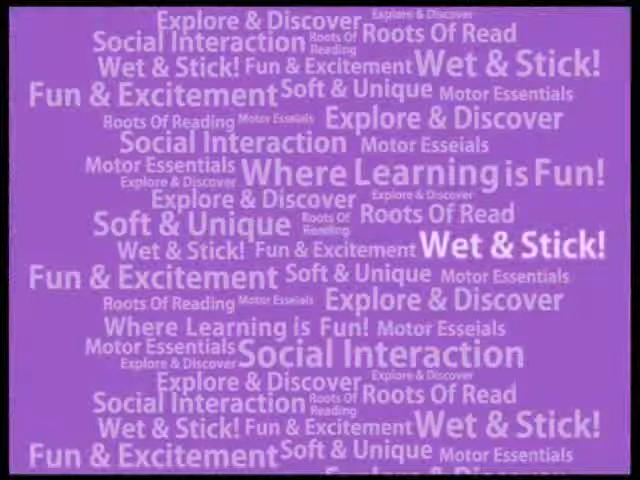 Explore & Discover Explore & Discover
Social Interaction Roots Of Reading Roots Of Read
Wet & Stick! Fun & Excitement Wet & Stick!
Fun & Excitement Soft & Unique Motor Essentials
Roots Of Reading Motor Esseials Explore & Discover
Social Interaction Motor Esseials
Motor Essentials Where Learning is Fun!
Explore & Discover
Explore & Discover Explore & Discover
Soft & Unique Roots Of Reading Roots Of Read
Wet & Stick! Fun & Excitement Wet & Stick!
Fun & Excitement Soft & Unique Motor Essentials
Roots Of Reading Motor Esseials Explore & Discover
Where Learning is Fun! Motor Esseials
Motor Essentials Social Interaction
Explore & Discover
Explore & Discover Explore & Discover
Social Interaction Roots Of Reading Roots Of Read
Wet & Stick! Fun & Excitement Wet & Stick!
Fun & Excitement Soft & Unique Motor Essentials